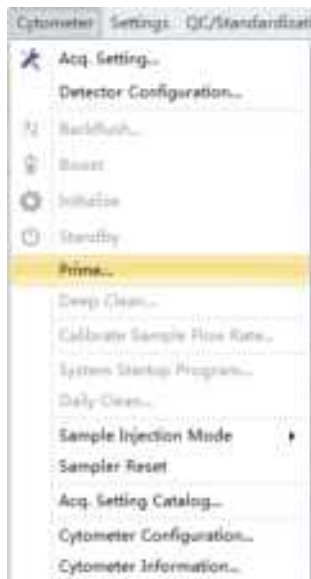 Cytometer Settings QC/Standardizat
Acq. Setting...
Detector Configuration...
Backflush...
Boost
Initialize
Standby
Prime...
Deep Clean...
Calibrate Sample Flow Rate...
System Startup Program...
Daily Clean...
Sample Injection Mode
Sampler Reset
Acq. Setting Catalog...
Cytometer Configuration...
Cytometer Information...